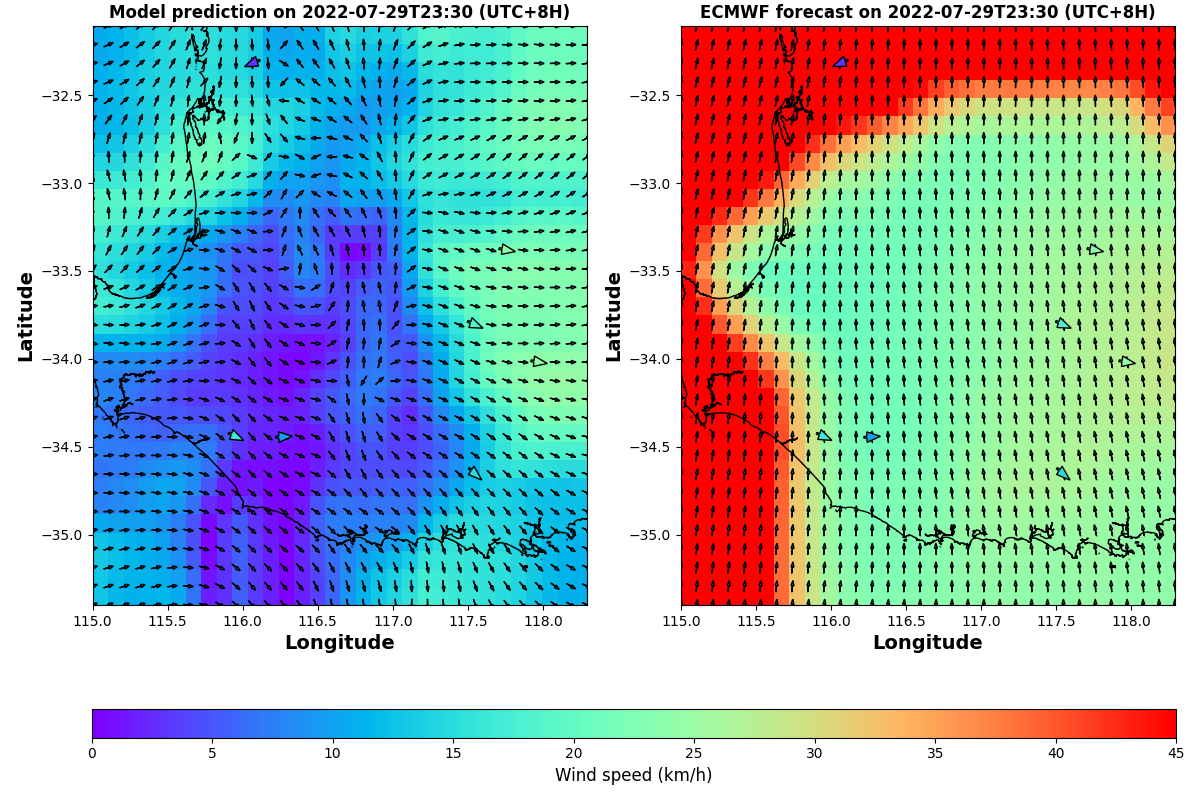 Model prediction on 2022-07-29T23:30 (UTC+8H)
ECMWF forecast on 2022-07-29T23:30 (UTC+8H)
−32.5
−33.0
−33.5
−34.0
−34.5
−35.0
Latitude
115.0 115.5 116.0 116.5 117.0 117.5 118.0
Longitude
−32.5
−33.0
−33.5
−34.0
−34.5
−35.0
Latitude
115.0 115.5 116.0 116.5 117.0 117.5 118.0
Longitude
0 5 10 15 20 25 30 35 40 45
Wind speed (km/h)